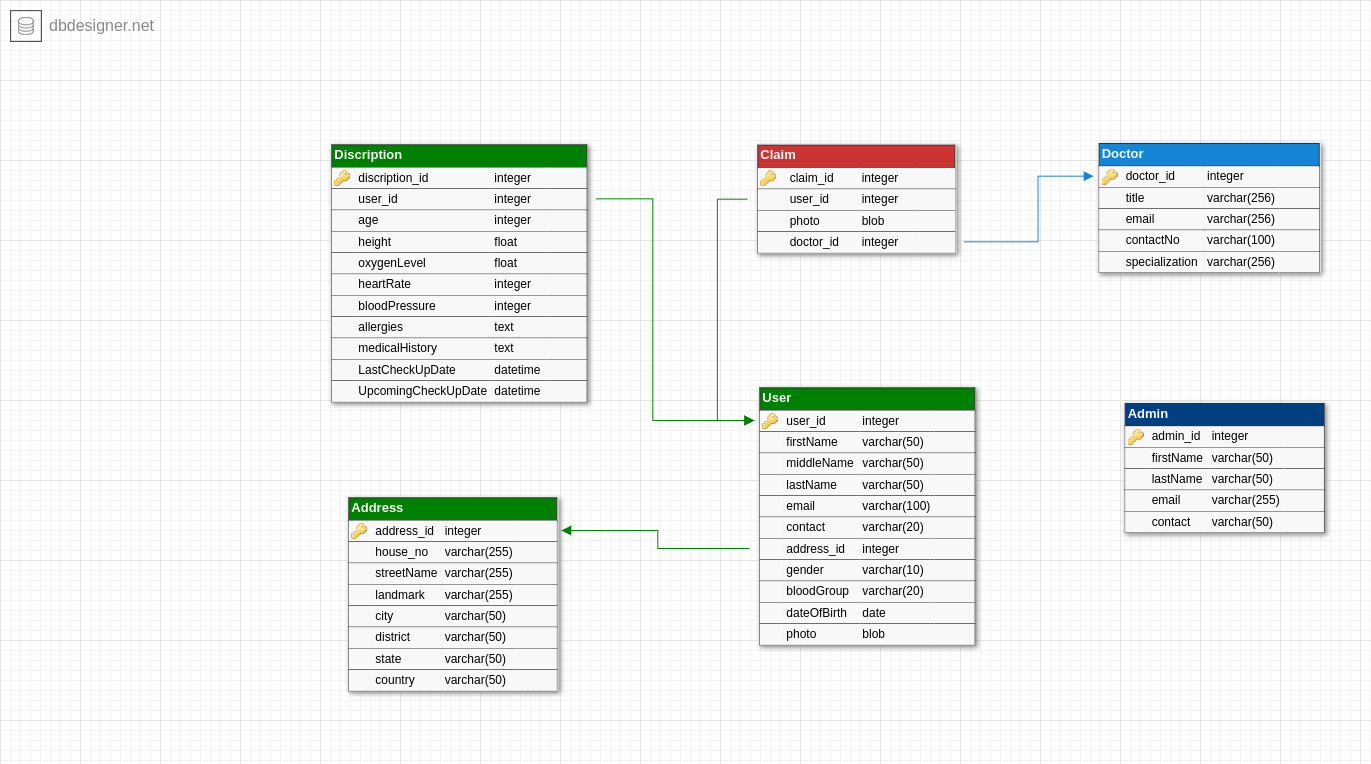 dbdesigner.net
Discription
discription_id integer
user_id integer
age integer
height float
oxygenLevel float
heartRate integer
bloodPressure integer
allergies text
medicalHistory text
LastCheckUpDate datetime
UpcomingCheckUpDate datetime
Claim
claim_id integer
user_id integer
photo blob
doctor_id integer
Doctor
doctor_id integer
title varchar(256)
email varchar(256)
contactNo varchar(100)
specialization varchar(256)
User
user_id integer
firstName varchar(50)
middleName varchar(50)
lastName varchar(50)
email varchar(100)
contact varchar(20)
address_id integer
gender varchar(10)
bloodGroup varchar(20)
dateOfBirth date
photo blob
Admin
admin_id integer
firstName varchar(50)
lastName varchar(50)
email varchar(255)
contact varchar(50)
Address
address_id integer
house_no varchar(255)
streetName varchar(255)
landmark varchar(255)
city varchar(50)
district varchar(50)
state varchar(50)
country varchar(50)